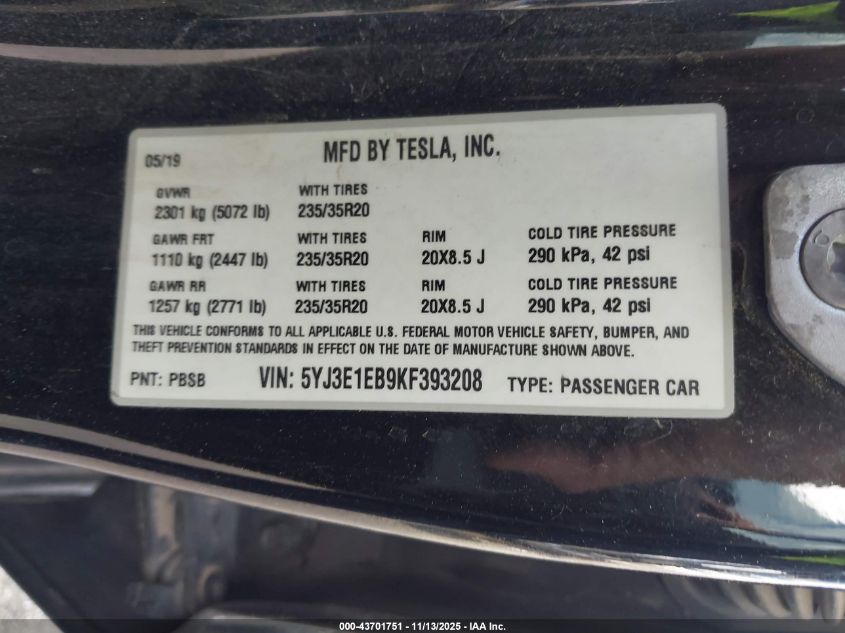 05/19 MFD BY TESLA, INC.
GVWR WITH TIRES
2301 kg (5072 lb) 235/35R20
GAWR FRT WITH TIRES RIM COLD TIRE PRESSURE
1110 kg (2447 lb) 235/35R20 20X8.5 J 290 kPa, 42 psi
GAWR RR WITH TIRES RIM COLD TIRE PRESSURE
1257 kg (2771 lb) 235/35R20 20X8.5 J 290 kPa, 42 psi
THIS VEHICLE CONFORMS TO ALL APPLICABLE U.S. FEDERAL MOTOR VEHICLE SAFETY, BUMPER, AND
THEFT PREVENTION STANDARDS IN EFFECT ON THE DATE OF MANUFACTURE SHOWN ABOVE.
PNT: PBSB VIN: 5YJ3E1EB9KF393208 TYPE: PASSENGER CAR
000-43701751 - 11/13/2025 - IAA Inc.